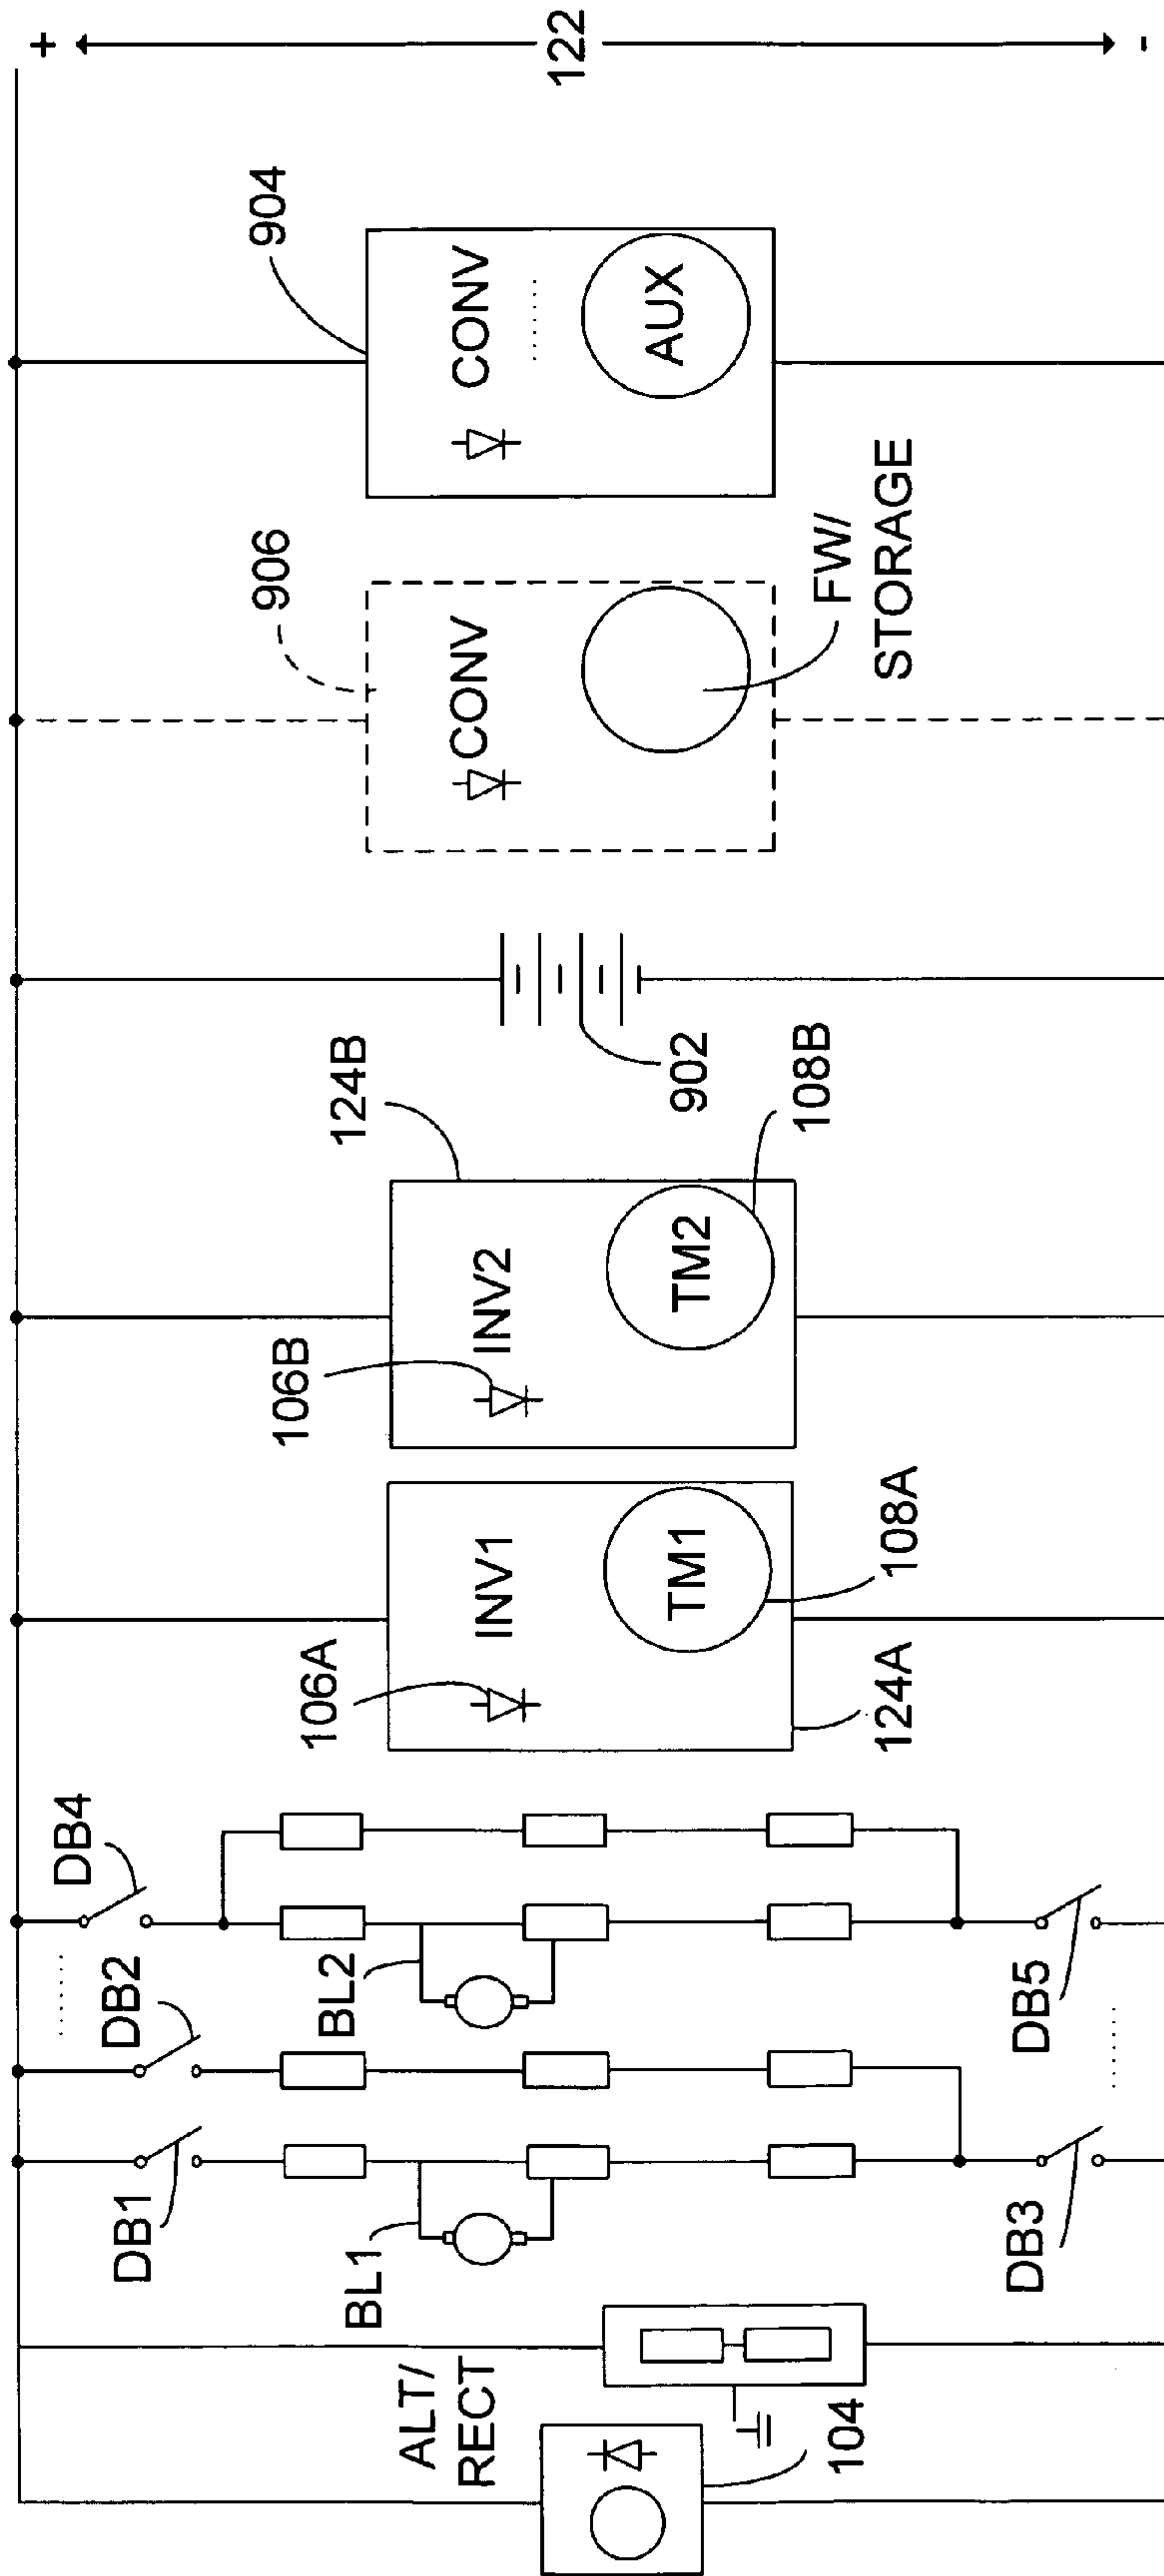 +
122
-
904
CONV
AUX
906
CONV
FW/
STORAGE
902
124B
INV2
106B
TM2
108B
INV1
106A
TM1
108A
124A
DB4
DB2
BL2
DB5
DB1
BL1
DB3
ALT/
RECT
104